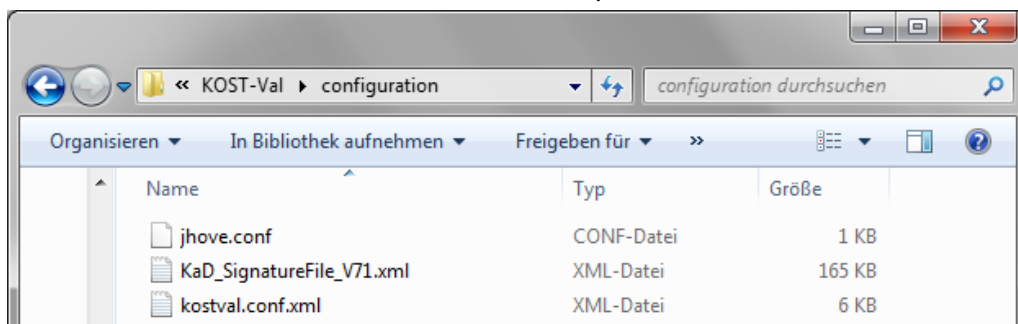 « KOST-Val ▸ configuration configuration durchsuchen
Organisieren ▾ In Bibliothek aufnehmen ▾ Freigeben für ▾ »
Name Typ Größe
jhove.conf CONF-Datei 1 KB
KaD_SignatureFile_V71.xml XML-Datei 165 KB
kostval.conf.xml XML-Datei 6 KB